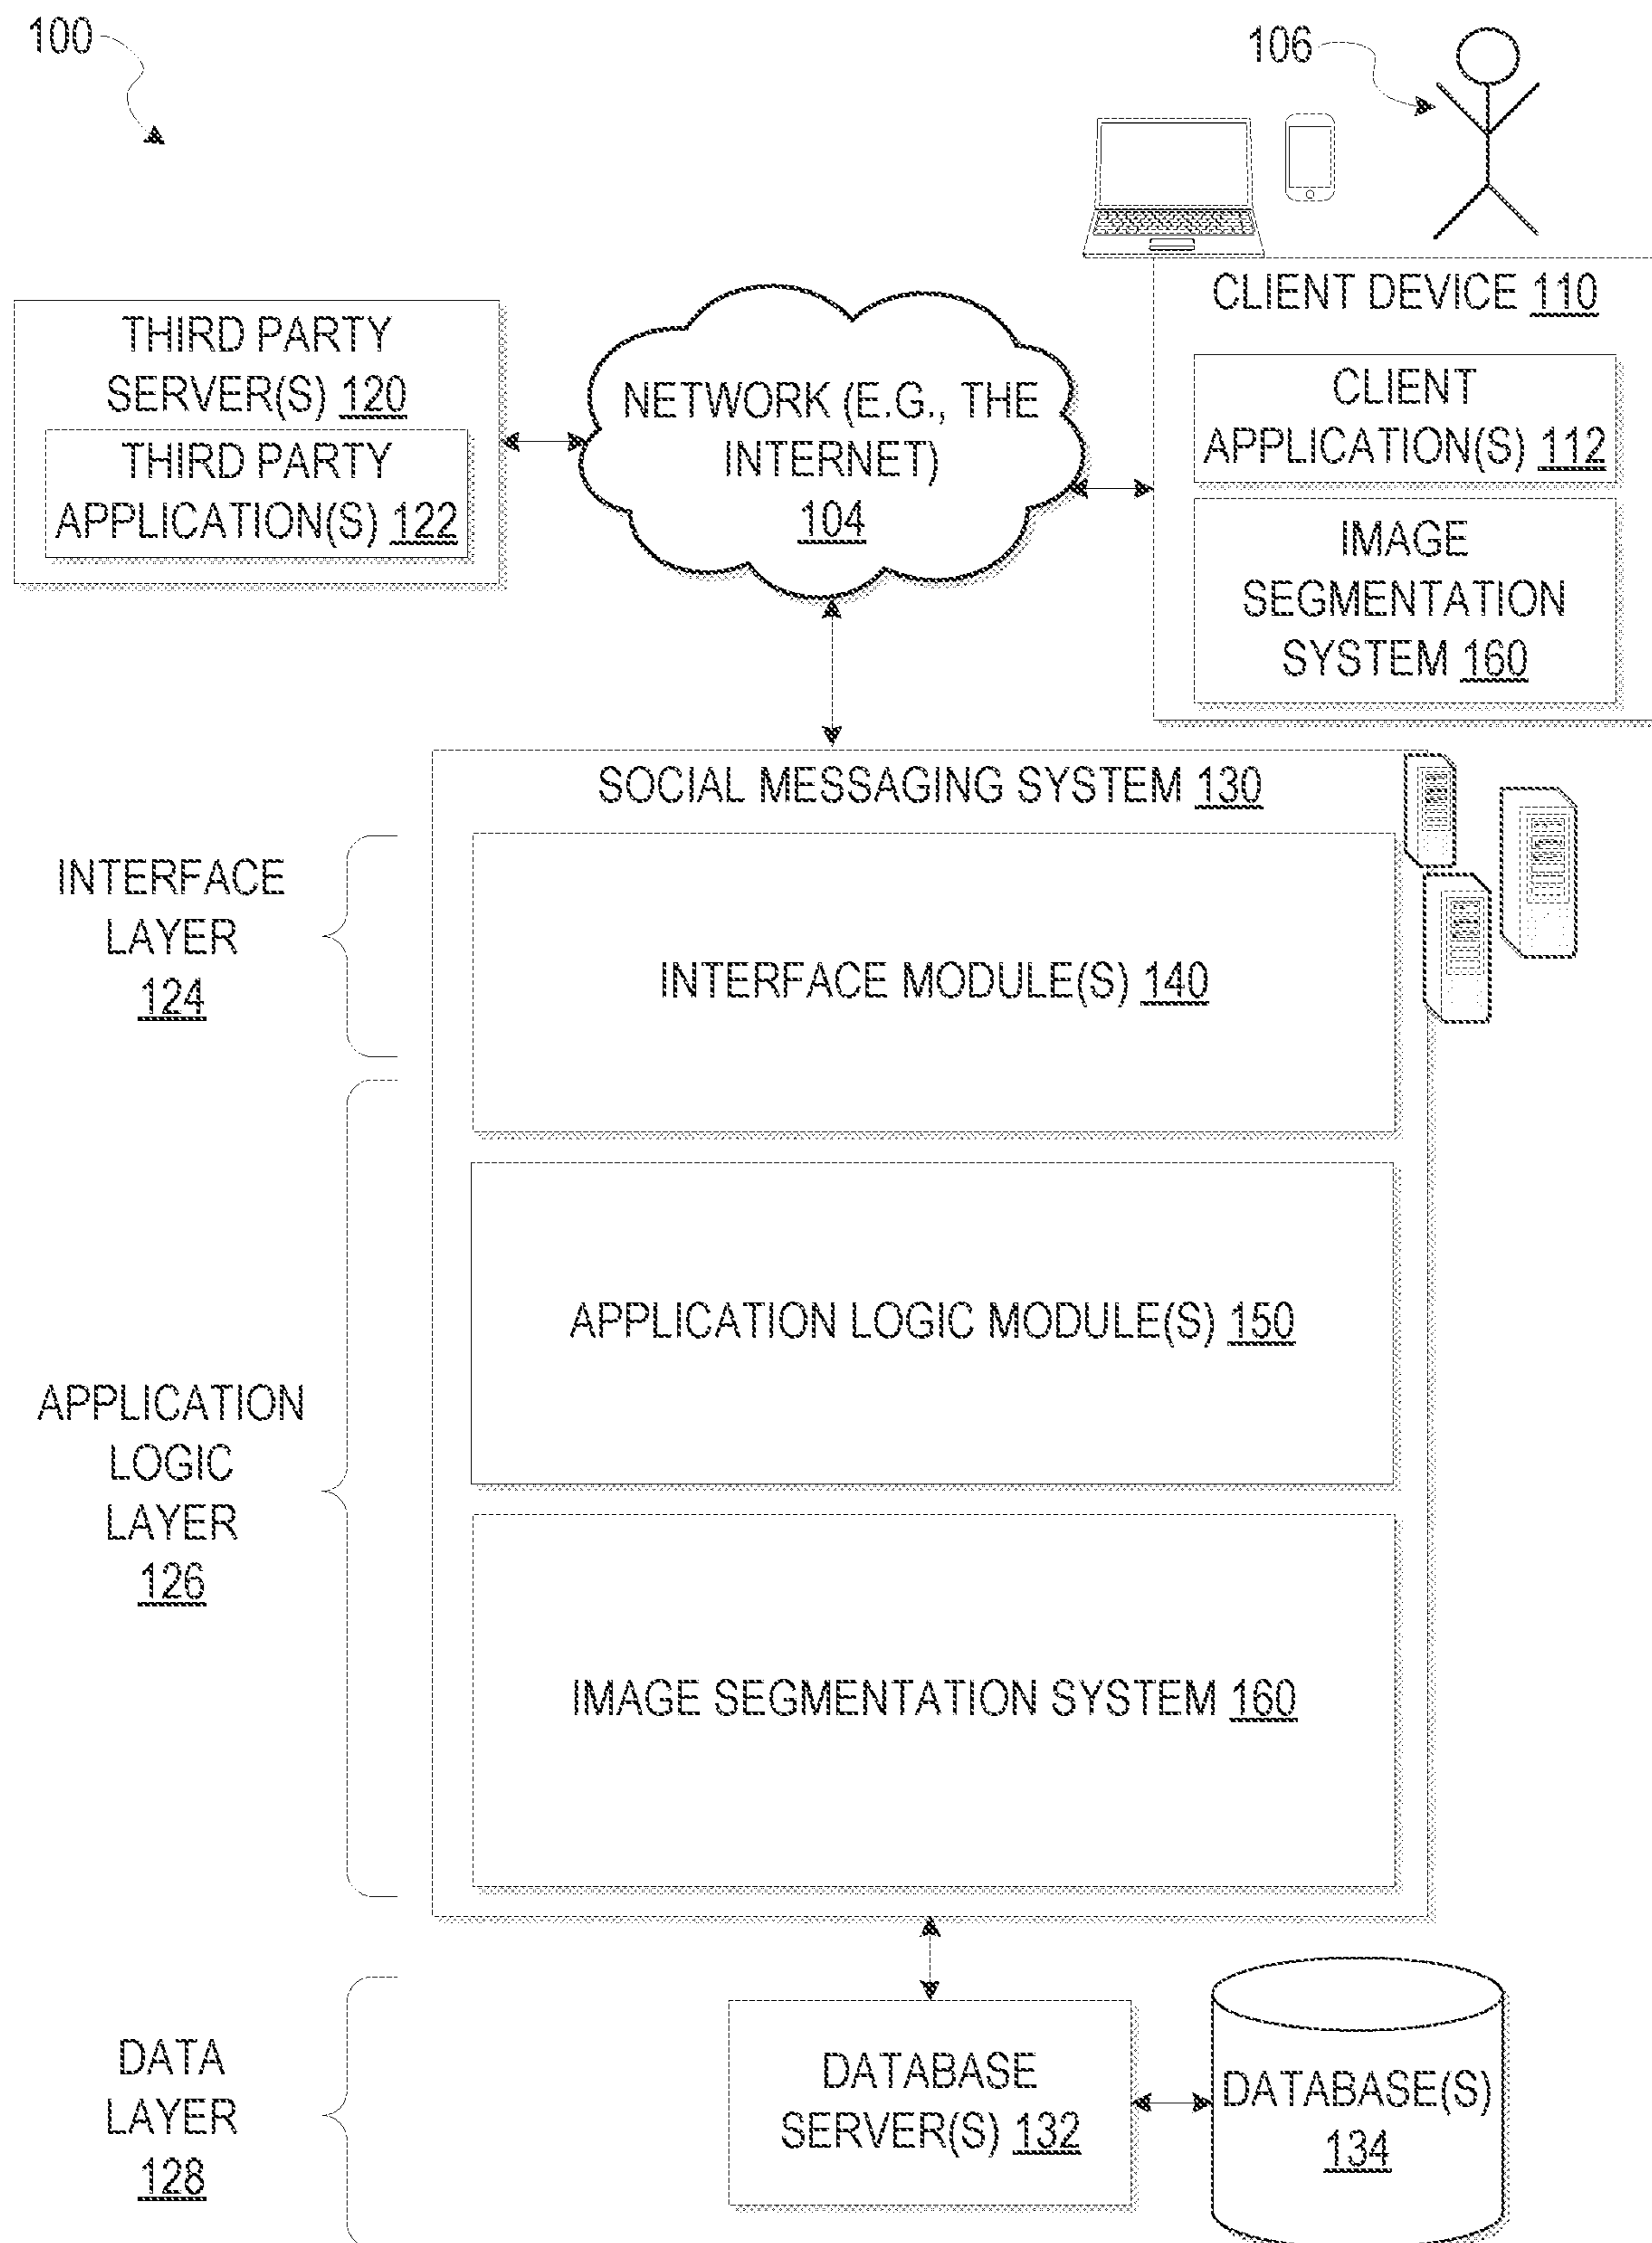 100
106
CLIENT DEVICE 110
THIRD PARTY
SERVER(S) 120
THIRD PARTY
APPLICATION(S) 122
NETWORK (E.G., THE
INTERNET)
104
CLIENT
APPLICATION(S) 112
IMAGE
SEGMENTATION
SYSTEM 160
SOCIAL MESSAGING SYSTEM 130
INTERFACE
LAYER
124
INTERFACE MODULE(S) 140
APPLICATION LOGIC MODULE(S) 150
APPLICATION
LOGIC
LAYER
126
IMAGE SEGMENTATION SYSTEM 160
DATA
LAYER
128
DATABASE
SERVER(S) 132
DATABASE(S)
134